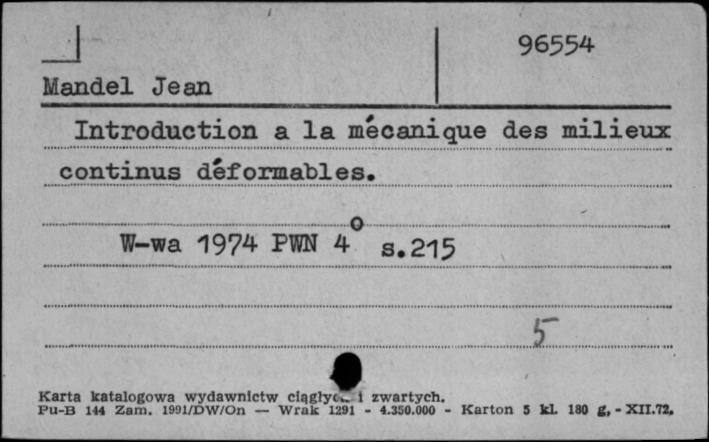 96554
Mandel Jean
Introduction a la mécanique des milieux
continus déformables.
W-wa 1974 PWN 4° s.215
5
Karta katalogowa wydawnictw ciągłych i zwartych.
Pu-B 144 Zam. 1991/DW/On — Wrak 1291 - 4.350.000 - Karton 5 kl. 180 g, - XII.72.